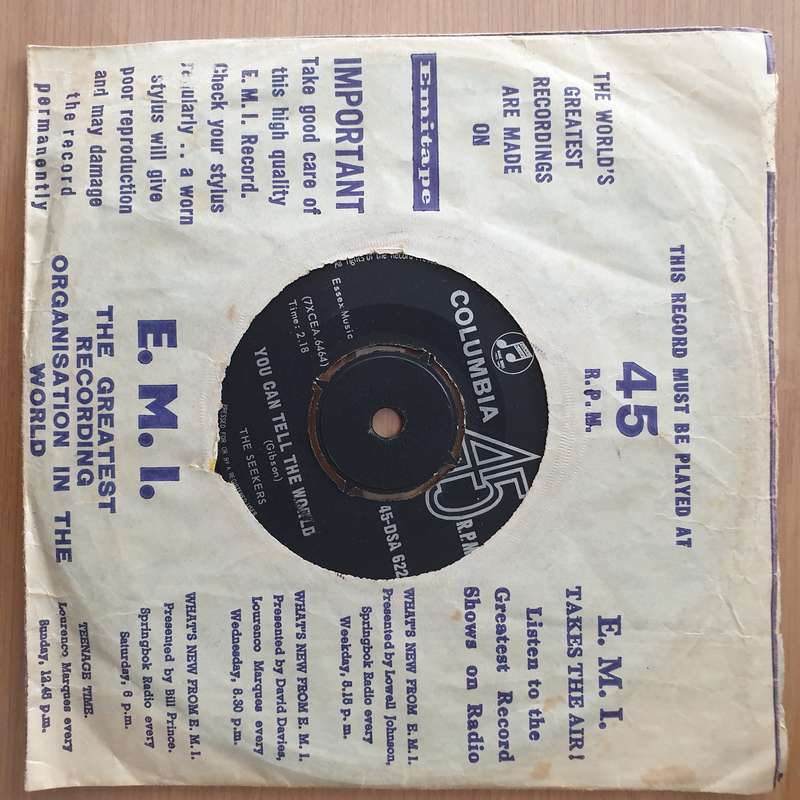 THE WORLD'S
GREATEST
RECORDINGS
ARE MADE
ON
Emitape
IMPORTANT
Take good care of
this high quality
E.M.I. Record.
Check your stylus
regularly .. a worn
stylus will give
poor reproduction
and may damage
the record
permanently
THIS RECORD MUST BE PLAYED AT
45
R.P.M.
COLUMBIA
45
R.P.M
45-DSA 622
Essex Music
(7XCEA.6464)
Time: 2.18
YOU CAN TELL THE WORLD
(Gibson)
THE SEEKERS
E.M.I.
THE GREATEST
RECORDING
ORGANISATION IN THE
WORLD
E.M.I.
TAKES THE AIR!
Listen to the
Greatest Record
Shows on Radio
WHAT'S NEW FROM E.M.I.
Presented by Lowell Johnson,
Springbok Radio every
Weekday, 5.15 p.m.
WHAT'S NEW FROM E.M.I.
Presented by David Davies,
Lourenco Marques every
Wednesday, 8.30 p.m.
WHAT'S NEW FROM E.M.I.
Presented by Bill Prince.
Springbok Radio every
Saturday, 6 p.m.
TEENAGE TIME.
Lourenco Marques every
Sunday, 12.45 p.m.